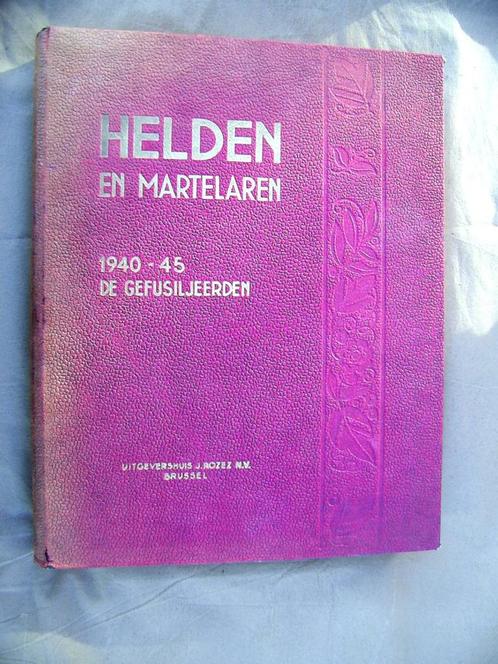 HELDEN
EN MARTELAREN
1940 - 45
DE GEFUSILJEERDEN
UITGEVERSHUIS J. ROZEZ N.V.
BRUSSEL